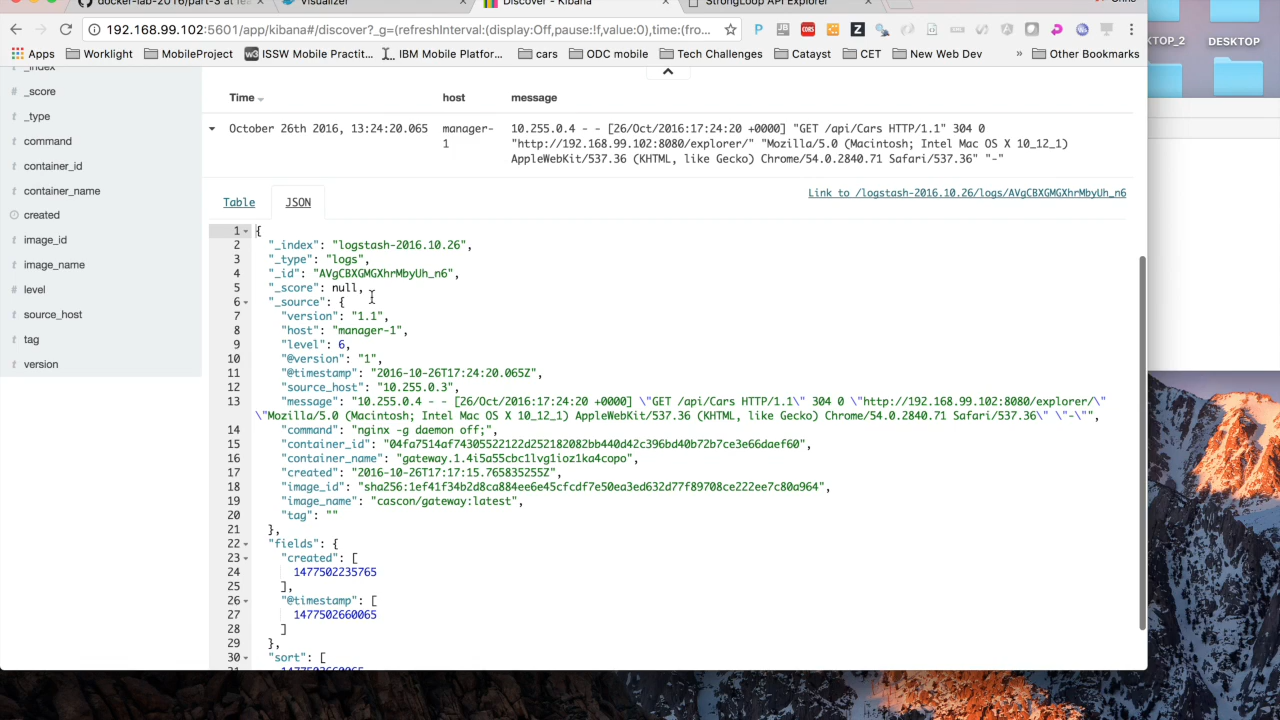 docker-lab-2016/part-3 at fea
Visualizer
Discover - Kibana
StrongLoop API Explorer
192.168.99.102:5601/app/kibana#/discover?_g=(refreshInterval:(display:Off,pause:!f,value:0),time:(fro...
Apps Worklight MobileProject ISSW Mobile Practit... IBM Mobile Platfor... cars ODC mobile Tech Challenges Catayst CET New Web Dev » Other Bookmarks
KTOP_2 DESKTOP
_index
_score
_type
command
container_id
container_name
created
image_id
image_name
level
source_host
tag
version
Time host message
October 26th 2016, 13:24:20.065 manager-1
10.255.0.4 - - [26/Oct/2016:17:24:20 +0000] "GET /api/Cars HTTP/1.1" 304 0
"http://192.168.99.102:8080/explorer/" "Mozilla/5.0 (Macintosh; Intel Mac OS X 10_12_1)
AppleWebKit/537.36 (KHTML, like Gecko) Chrome/54.0.2840.71 Safari/537.36" "-"
Table JSON Link to /logstash-2016.10.26/logs/AVgCBXGMGXhrMbyUh_n6
1 {
2 "_index": "logstash-2016.10.26",
3 "_type": "logs",
4 "_id": "AVgCBXGMGXhrMbyUh_n6",
5 "_score": null,
6 "_source": {
7 "version": "1.1",
8 "host": "manager-1",
9 "level": 6,
10 "@version": "1",
11 "@timestamp": "2016-10-26T17:24:20.065Z",
12 "source_host": "10.255.0.3",
13 "message": "10.255.0.4 - - [26/Oct/2016:17:24:20 +0000] \"GET /api/Cars HTTP/1.1\" 304 0 \"http://192.168.99.102:8080/explorer/\"
\"Mozilla/5.0 (Macintosh; Intel Mac OS X 10_12_1) AppleWebKit/537.36 (KHTML, like Gecko) Chrome/54.0.2840.71 Safari/537.36\" \"-\"",
14 "command": "nginx -g daemon off;",
15 "container_id": "04fa7514af74305522122d252182082bb440d42c396bd40b72b7ce3e66daef60",
16 "container_name": "gateway.1.4i5a55cbc1lvg1ioz1ka4copo",
17 "created": "2016-10-26T17:17:15.765835255Z",
18 "image_id": "sha256:1ef41f34b2d8ca884ee6e45cfcdf7e50ea3ed632d77f89708ce222ee7c80a964",
19 "image_name": "cascon/gateway:latest",
20 "tag": ""
21 },
22 "fields": {
23 "created": [
24 1477502235765
25 ],
26 "@timestamp": [
27 1477502660065
28 ]
29 },
30 "sort": [
31 1477502660065